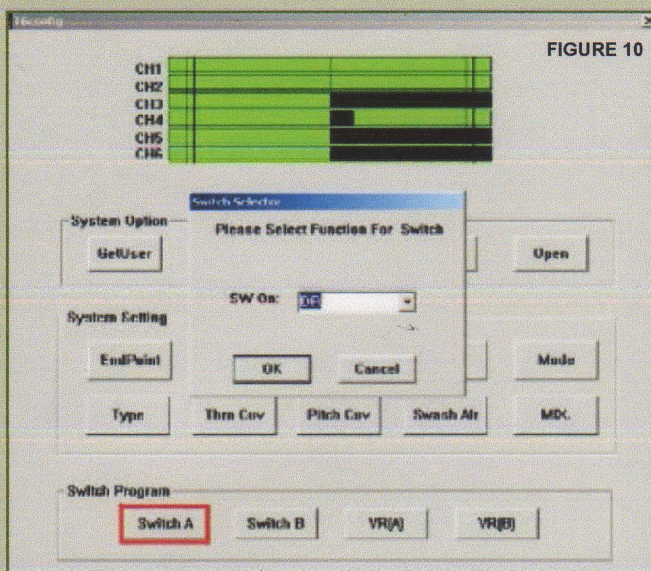 T6config
FIGURE 10
CH1
CH2
CH3
CH4
CH5
CH6
Switch Selector
Please Select Function For Switch
System Option
GetUser
Open
SW On:
DR
System Setting
EndPoint
OK
Cancel
Mode
Type
Thro Cuv
Pitch Cuv
Swash Afr
MIX.
Switch Program
Switch A
Switch B
VR(A)
VR(B)